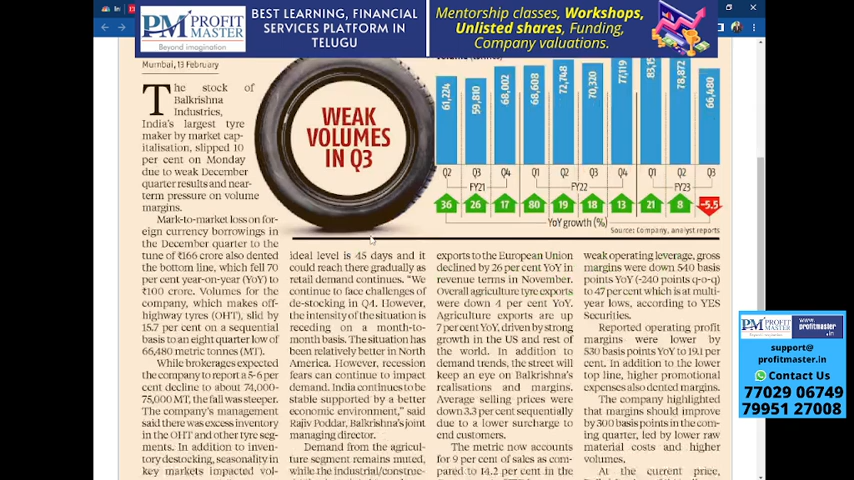 PM PROFIT
MASTER
Beyond imagination
BEST LEARNING, FINANCIAL
SERVICES PLATFORM IN
TELUGU
Mentorship classes, Workshops,
Unlisted shares, Funding,
Company valuations.
Mumbai, 13 February
The stock of
Balkrishna
Industries,
India's largest tyre
maker by market cap-
italisation, slipped 10
per cent on Monday
due to weak December
quarter results and near-
term pressure on volume
margins.
Mark-to-market loss on for-
eign currency borrowings in
the December quarter to the
tune of ₹166 crore also dented
the bottom line, which fell 70
per cent year-on-year (YoY) to
₹100 crore. Volumes for the
company, which makes off-
highway tyres (OHT), slid by
15.7 per cent on a sequential
basis to an eight quarter low of
66,480 metric tonnes (MT).
While brokerages expected
the company to report a 5-6 per
cent decline to about 74,000-
75,000 MT, the fall was steeper.
The company's management
said there was excess inventory
in the OHT and other tyre seg-
ments. In addition to inven-
tory destocking, seasonality in
key markets impacted vol-
WEAK
VOLUMES
IN Q3
61,224
59,810
68,002
68,608
72,748
70,320
77,119
78,872
66,480
Q2 Q3 Q4 Q1 Q2 Q3 Q4 Q1 Q2 Q3
FY21 FY22 FY23
36 26 17 80 19 18 13 21 8 -5.5
YoY growth (%)
Source: Company, analyst reports
ideal level is 45 days and it
could reach there gradually as
retail demand continues. "We
continue to face challenges of
de-stocking in Q4. However,
the intensity of the situation is
receding on a month-to-
month basis. The situation has
been relatively better in North
America. However, recession
fears can continue to impact
demand. India continues to be
stable supported by a better
economic environment," said
Rajiv Poddar, Balkrishna's joint
managing director.
Demand from the agricul-
ture segment remains muted,
while the industrial/construc-
exports to the European Union
declined by 26 per cent YoY in
revenue terms in November.
Overall agriculture tyre exports
were down 4 per cent YoY.
Agriculture exports are up
7 per cent YoY, driven by strong
growth in the US and rest of
the world. In addition to
demand trends, the street will
keep an eye on Balkrishna's
realisations and margins.
Average selling prices were
down 3.3 per cent sequentially
due to a lower surcharge to
end customers.
The metric now accounts
for 9 per cent of sales as com-
pared to 14.2 per cent in the
weak operating leverage, gross
margins were down 540 basis
points YoY (-240 points q-o-q)
to 47 per cent which is at multi-
year lows, according to YES
Securities.
Reported operating profit
margins were lower by
530 basis points YoY to 19.1 per
cent. In addition to the lower
top line, higher promotional
expenses also dented margins.
The company highlighted
that margins should improve
by 300 basis points in the com-
ing quarter, led by lower raw
material costs and higher
volumes.
At the current price,
PM PROFIT
MASTER
www.
profitmaster
.in
support@
profitmaster.in
Contact Us
77029 06749
79951 27008